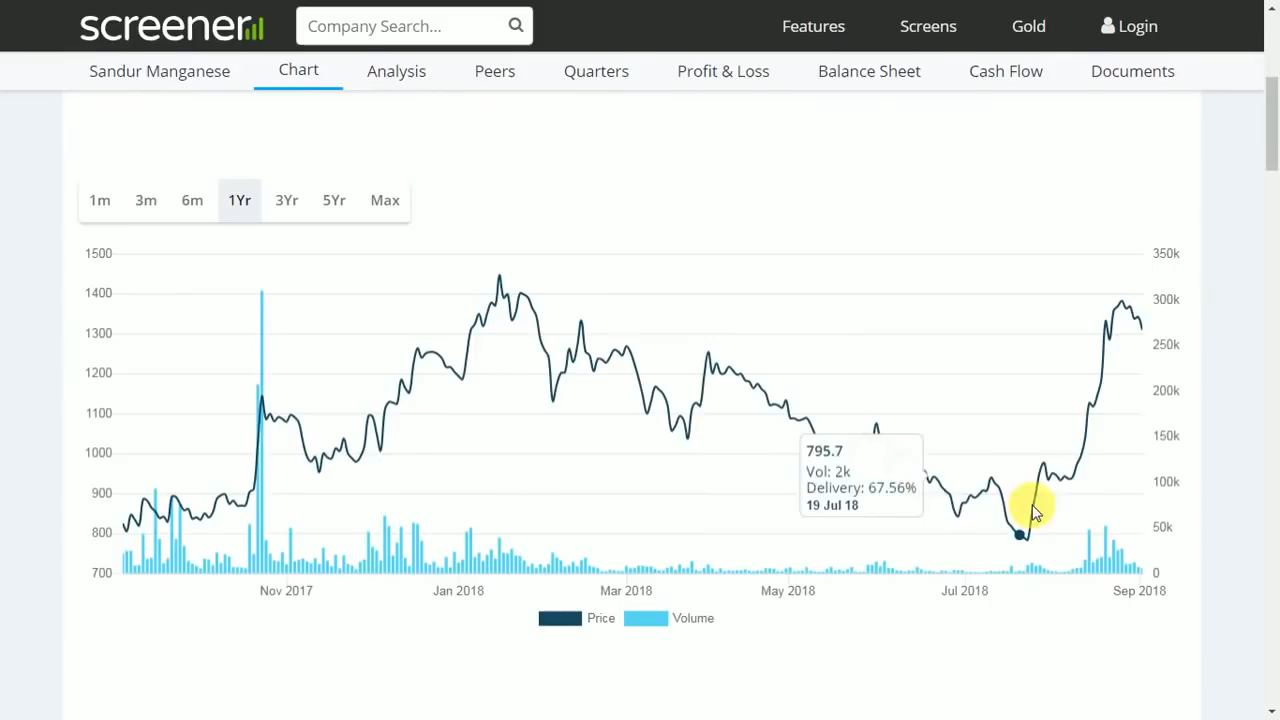 screener
Company Search...
Features
Screens
Gold
Login
Sandur Manganese
Chart
Analysis
Peers
Quarters
Profit & Loss
Balance Sheet
Cash Flow
Documents
1m 3m 6m 1Yr 3Yr 5Yr Max
1500 350k
1400 300k
1300 250k
1200 200k
1100 150k
1000 100k
900 50k
800 0
700
795.7
Vol: 2k
Delivery: 67.56%
19 Jul 18
Nov 2017 Jan 2018 Mar 2018 May 2018 Jul 2018 Sep 2018
Price Volume